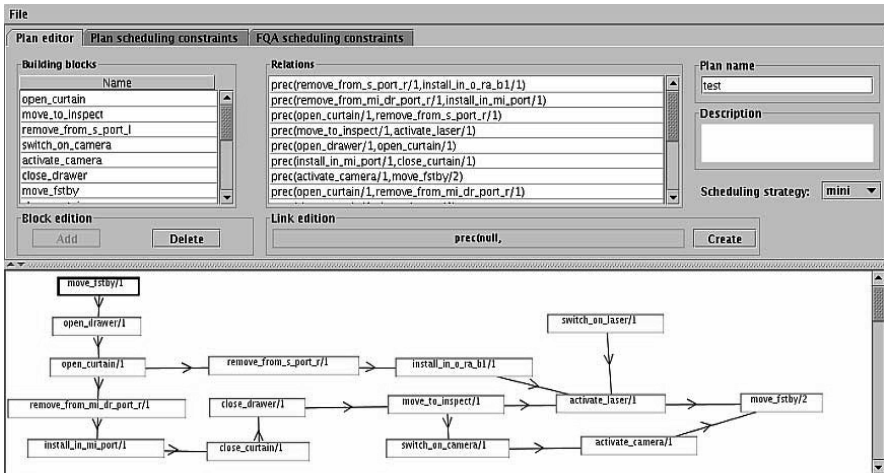 File
Plan editor Plan scheduling constraints FQA scheduling constraints
Building blocks
Name
open_curtain
move_to_inspect
remove_from_s_port_l
switch_on_camera
activate_camera
close_drawer
move_fstby
Relations
prec(remove_from_s_port_r/1,install_in_o_ra_b1/1)
prec(remove_from_mi_dr_port_r/1,install_in_mi_port/1)
prec(open_curtain/1,remove_from_s_port_r/1)
prec(move_to_inspect/1,activate_laser/1)
prec(open_drawer/1,open_curtain/1)
prec(install_in_mi_port/1,close_curtain/1)
prec(activate_camera/1,move_fstby/2)
prec(open_curtain/1,remove_from_mi_dr_port_r/1)
Plan name
test
Description
Scheduling strategy: mini
Block edition
Add Delete
Link edition
prec(null, Create
move_fstby/1
open_drawer/1 switch_on_laser/1
open_curtain/1 remove_from_s_port_r/1 install_in_o_ra_b1/1
remove_from_mi_dr_port_r/1 close_drawer/1 move_to_inspect/1 activate_laser/1 move_fstby/2
install_in_mi_port/1 close_curtain/1 switch_on_camera/1 activate_camera/1